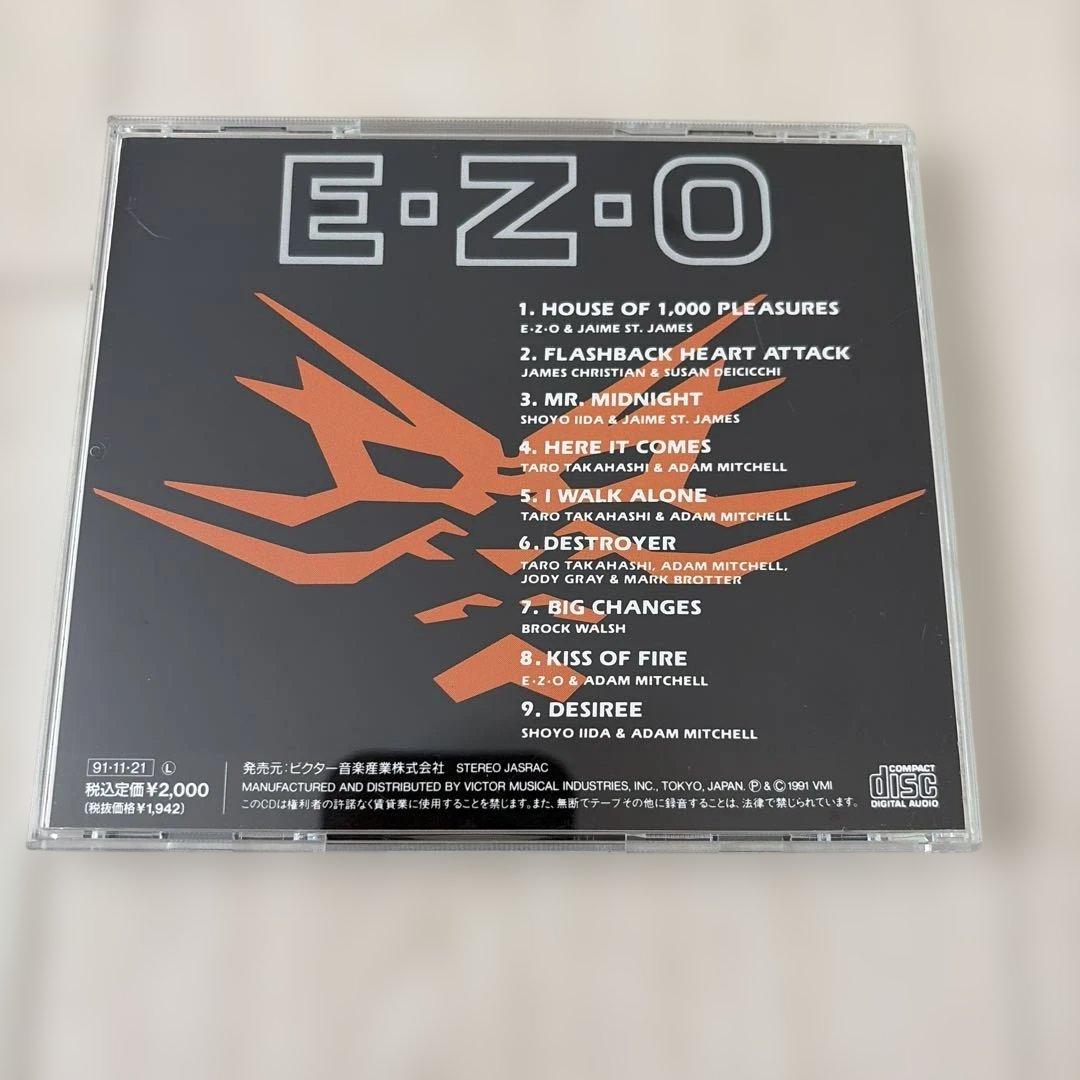 E·Z·O
1. HOUSE OF 1,000 PLEASURES
E·Z·O & JAIME ST. JAMES
2. FLASHBACK HEART ATTACK
JAMES CHRISTIAN & SUSAN DEICICCHI
3. MR. MIDNIGHT
SHOYO IIDA & JAIME ST. JAMES
4. HERE IT COMES
TARO TAKAHASHI & ADAM MITCHELL
5. I WALK ALONE
TARO TAKAHASHI & ADAM MITCHELL
6. DESTROYER
TARO TAKAHASHI, ADAM MITCHELL,
JODY GRAY & MARK BROTTER
7. BIG CHANGES
BROCK WALSH
8. KISS OF FIRE
E·Z·O & ADAM MITCHELL
9. DESIREE
SHOYO IIDA & ADAM MITCHELL
91·11·21 Ⓛ
税込定価¥2,000
(税抜価格¥1,942)
発売元:ビクター音楽産業株式会社 STEREO JASRAC
MANUFACTURED AND DISTRIBUTED BY VICTOR MUSICAL INDUSTRIES, INC., TOKYO, JAPAN. Ⓟ & Ⓒ 1991 VMI
このCDは権利者の許諾なく賃貸業に使用することを禁じます。また、無断でテープその他に録音することは、法律で禁じられています。
COMPACT
disc
DIGITAL AUDIO